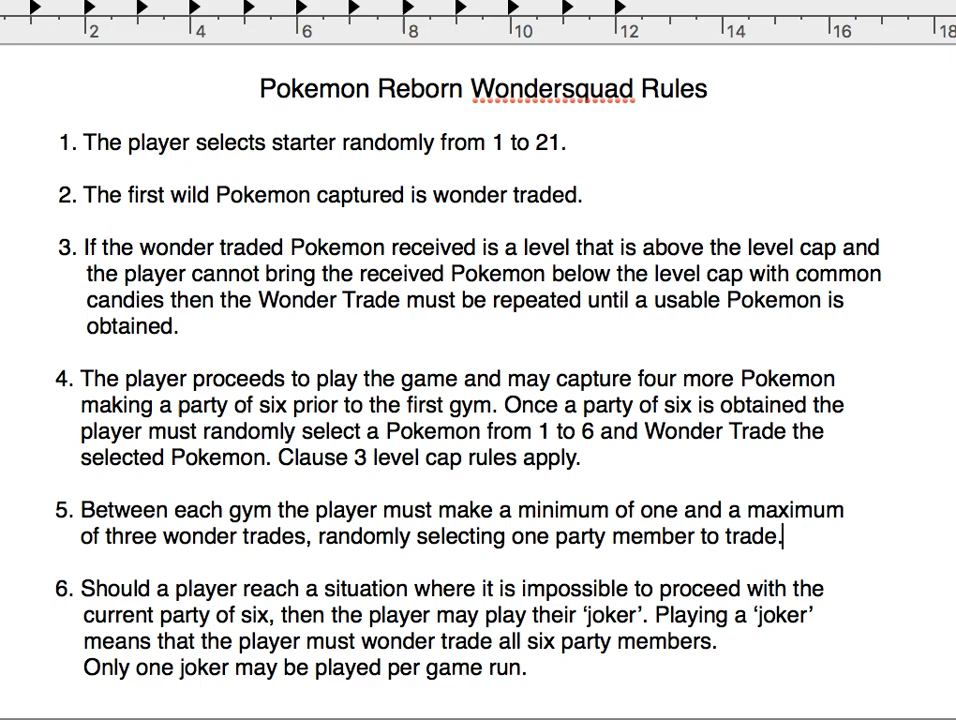 2 4 6 8 10 12 14 16 18
Pokemon Reborn Wondersquad Rules
1. The player selects starter randomly from 1 to 21.
2. The first wild Pokemon captured is wonder traded.
3. If the wonder traded Pokemon received is a level that is above the level cap and
the player cannot bring the received Pokemon below the level cap with common
candies then the Wonder Trade must be repeated until a usable Pokemon is
obtained.
4. The player proceeds to play the game and may capture four more Pokemon
making a party of six prior to the first gym. Once a party of six is obtained the
player must randomly select a Pokemon from 1 to 6 and Wonder Trade the
selected Pokemon. Clause 3 level cap rules apply.
5. Between each gym the player must make a minimum of one and a maximum
of three wonder trades, randomly selecting one party member to trade.
6. Should a player reach a situation where it is impossible to proceed with the
current party of six, then the player may play their ‘joker’. Playing a ‘joker’
means that the player must wonder trade all six party members.
Only one joker may be played per game run.